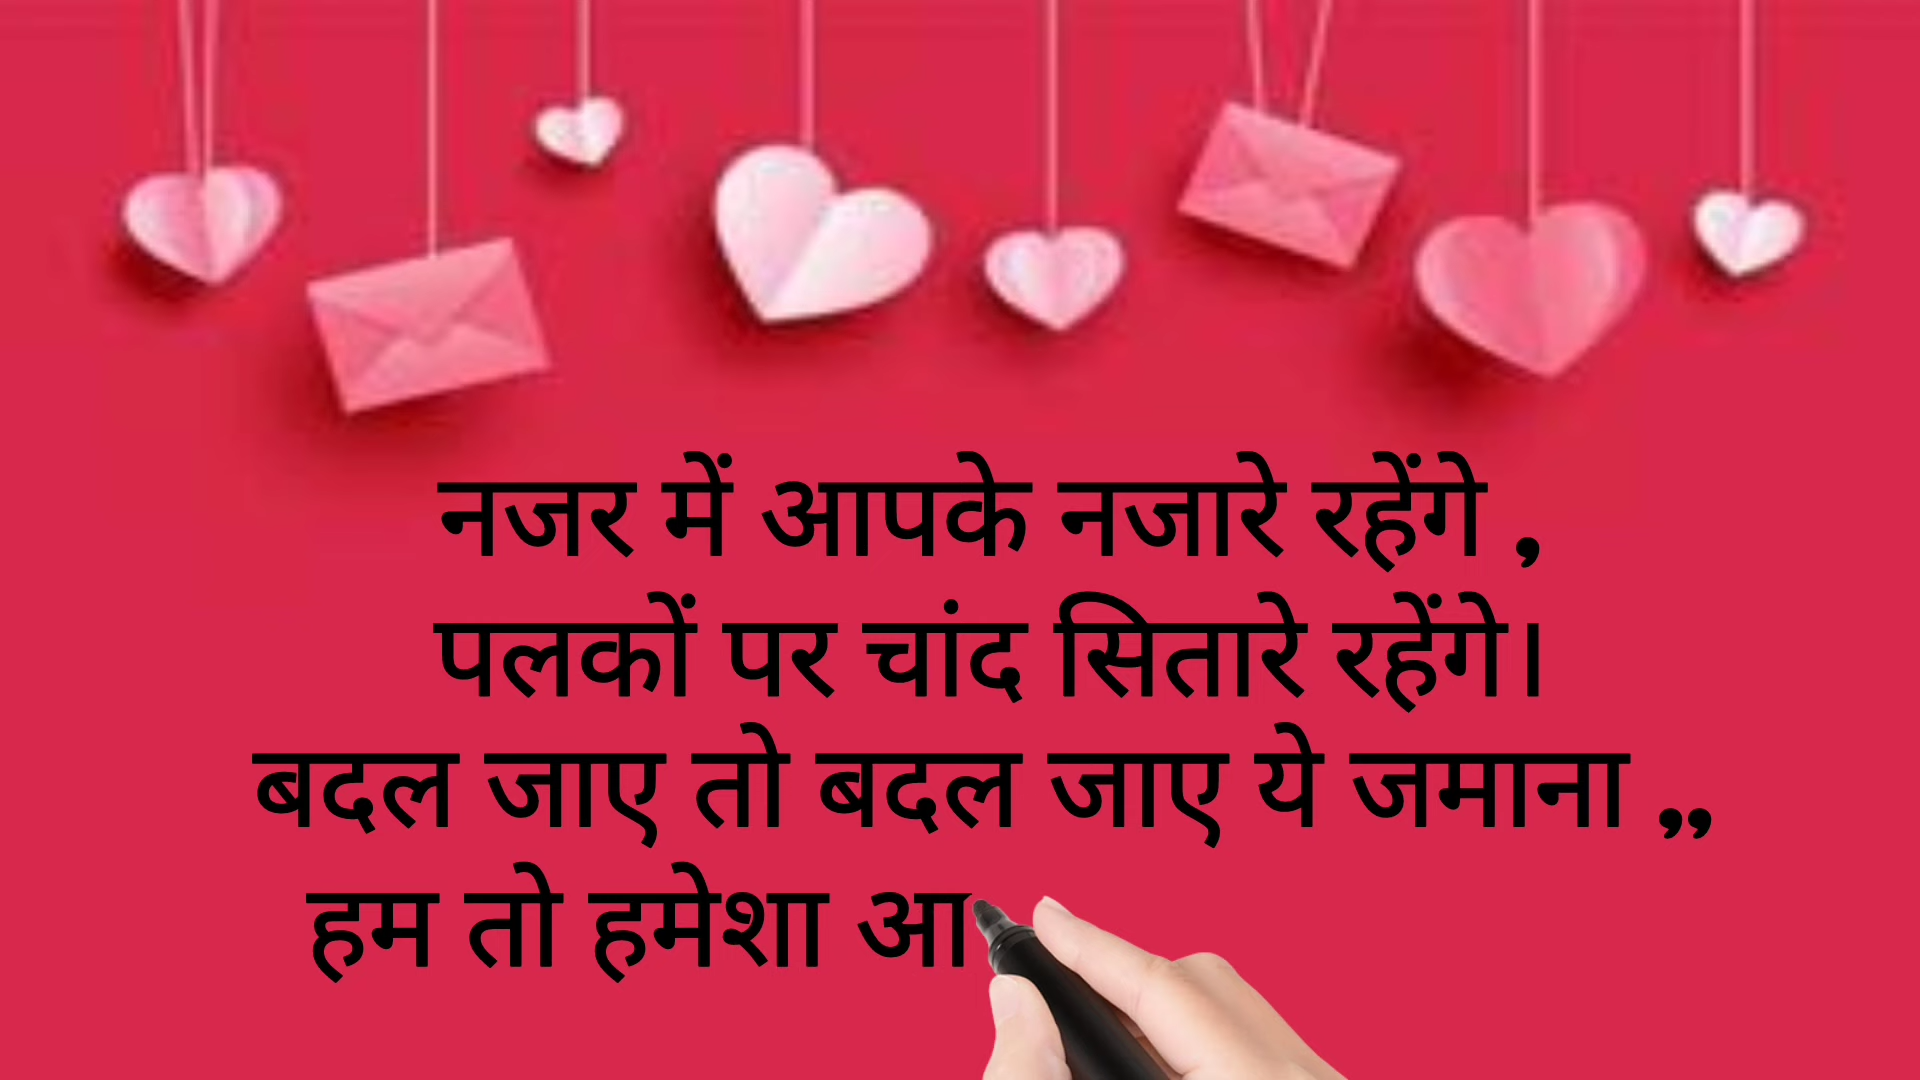 नजर में आपके नजारे रहेंगे ,
पलकों पर चांद सितारे रहेंगे।
बदल जाए तो बदल जाए ये जमाना ,,
हम तो हमेशा आ